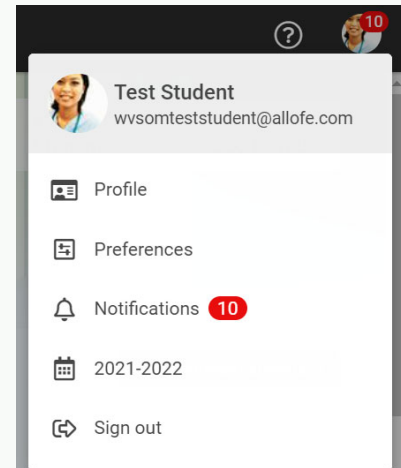 ?
10
Test Student
wvsomteststudent@allofe.com
Profile
Preferences
Notifications 10
2021-2022
Sign out